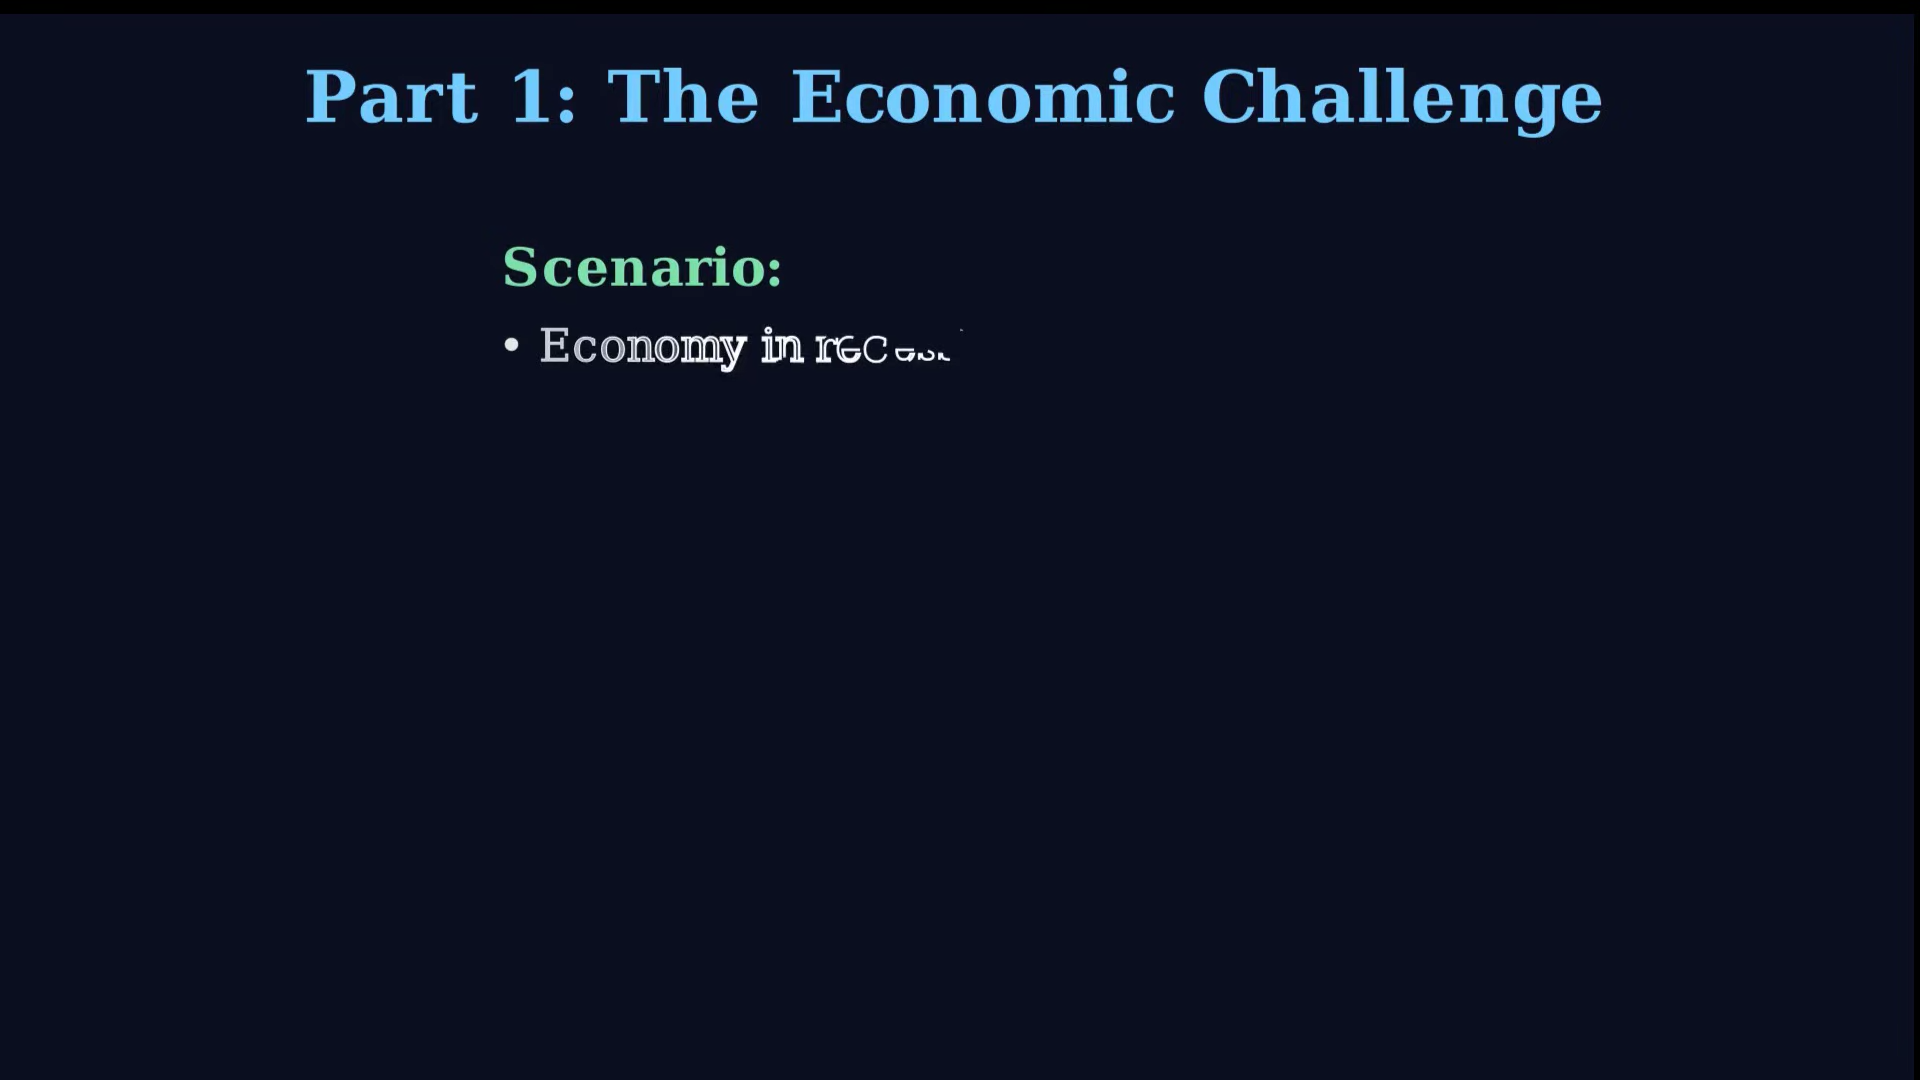 Part 1: The Economic Challenge
Scenario:
• Economy in